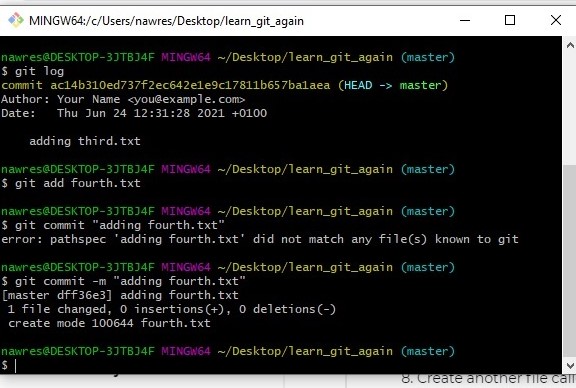 MINGW64:/c/Users/nawres/Desktop/learn_git_again
nawres@DESKTOP-3JTBJ4F MINGW64 ~/Desktop/learn_git_again (master)
$ git log
commit ac14b310ed737f2ec642e1e9c17811b657ba1aea (HEAD -> master)
Author: Your Name <you@example.com>
Date:   Thu Jun 24 12:31:28 2021 +0100
    adding third.txt
nawres@DESKTOP-3JTBJ4F MINGW64 ~/Desktop/learn_git_again (master)
$ git add fourth.txt
nawres@DESKTOP-3JTBJ4F MINGW64 ~/Desktop/learn_git_again (master)
$ git commit "adding fourth.txt"
error: pathspec 'adding fourth.txt' did not match any file(s) known to git
nawres@DESKTOP-3JTBJ4F MINGW64 ~/Desktop/learn_git_again (master)
$ git commit -m "adding fourth.txt"
[master dff36e3] adding fourth.txt
 1 file changed, 0 insertions(+), 0 deletions(-)
 create mode 100644 fourth.txt
nawres@DESKTOP-3JTBJ4F MINGW64 ~/Desktop/learn_git_again (master)
$
8. Create another file call